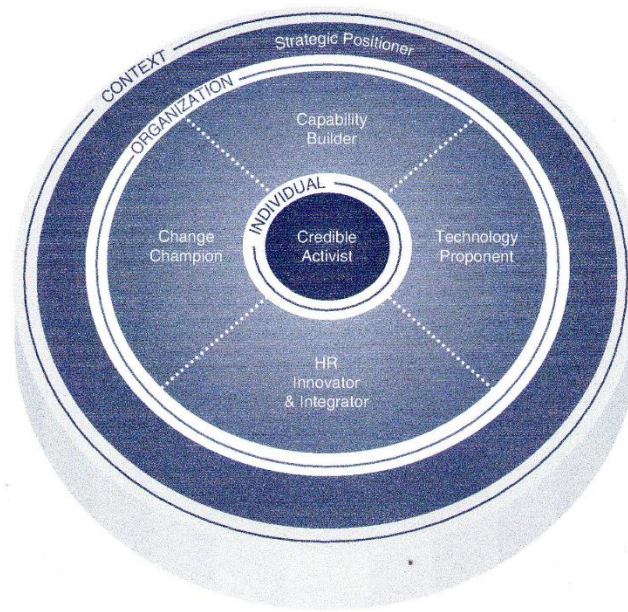 CONTEXT
Strategic Positioner
ORGANIZATION
Capability
Builder
INDIVIDUAL
Change
Champion
Credible
Activist
Technology
Proponent
HR
Innovator
& Integrator